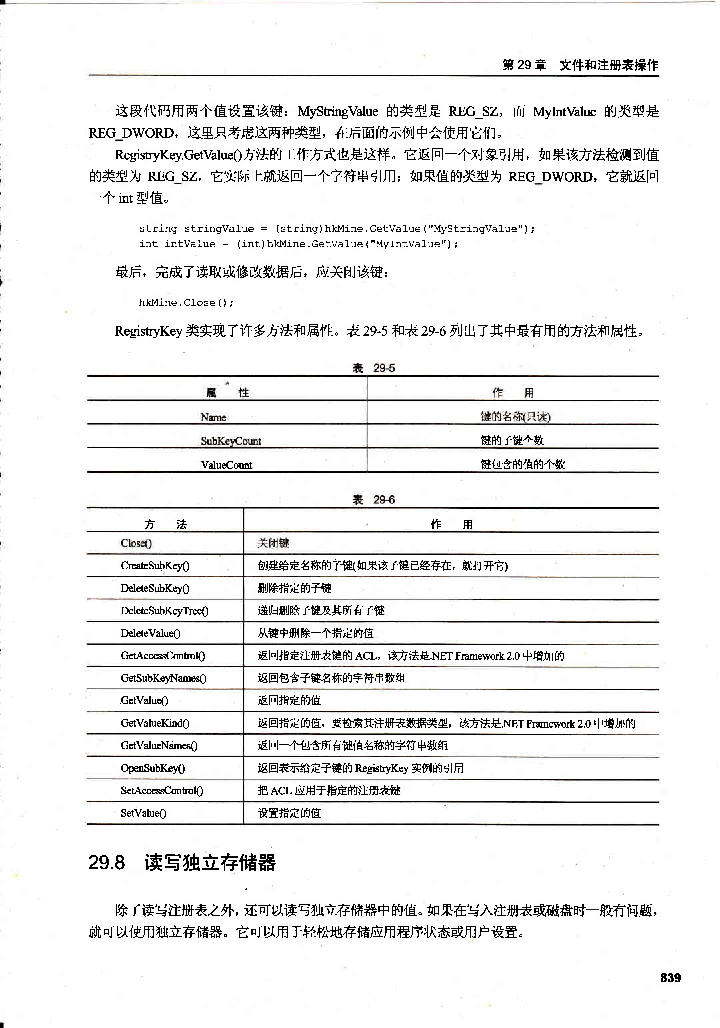 第 29 章 文件和注册表操作
这段代码用两个值设置该键：MyStringValue 的类型是 REG_SZ，而 MyIntValue 的类型是
REG_DWORD，这里只考虑这两种类型，在后面的示例中会使用它们。
RegistryKey.GetValue()方法的工作方式也是这样。它返回一个对象引用，如果该方法检测到值
的类型为 REG_SZ，它实际上就返回一个字符串引用；如果值的类型为 REG_DWORD，它就返回
一个 int 型值。
string stringValue = (string)hkMine.GetValue("MyStringValue");
int intValue = (int)hkMine.GetValue("MyIntValue");
最后，完成了读取或修改数据后，应关闭该键：
hkMine.Close();
RegistryKey 类实现了许多方法和属性。表 29-5 和表 29-6 列出了其中最有用的方法和属性。
表 29-5
属 性 作 用
Name 键的名称(只读)
SubKeyCount 键的子键个数
ValueCount 键包含的值的个数
表 29-6
方 法 作 用
Close() 关闭键
CreateSubKey() 创建给定名称的子键(如果该子键已经存在，就打开它)
DeleteSubKey() 删除指定的子键
DeleteSubKeyTree() 递归删除子键及其所有子键
DeleteValue() 从键中删除一个指定的值
GetAccessControl() 返回指定注册表键的 ACL，该方法是.NET Framework 2.0 中增加的
GetSubKeyNames() 返回包含子键名称的字符串数组
GetValue() 返回指定的值
GetValueKind() 返回指定的值，要检索其注册表数据类型，该方法是.NET Framework 2.0 中增加的
GetValueNames() 返回一个包含所有键值名称的字符串数组
OpenSubKey() 返回表示给定子键的 RegistryKey 实例的引用
SetAccessControl() 把 ACL 应用于指定的注册表键
SetValue() 设置指定的值
29.8 读写独立存储器
除了读写注册表之外，还可以读写独立存储器中的值。如果在写入注册表或磁盘时一般有问题，
就可以使用独立存储器。它可以用于轻松地存储应用程序状态或用户设置。
839